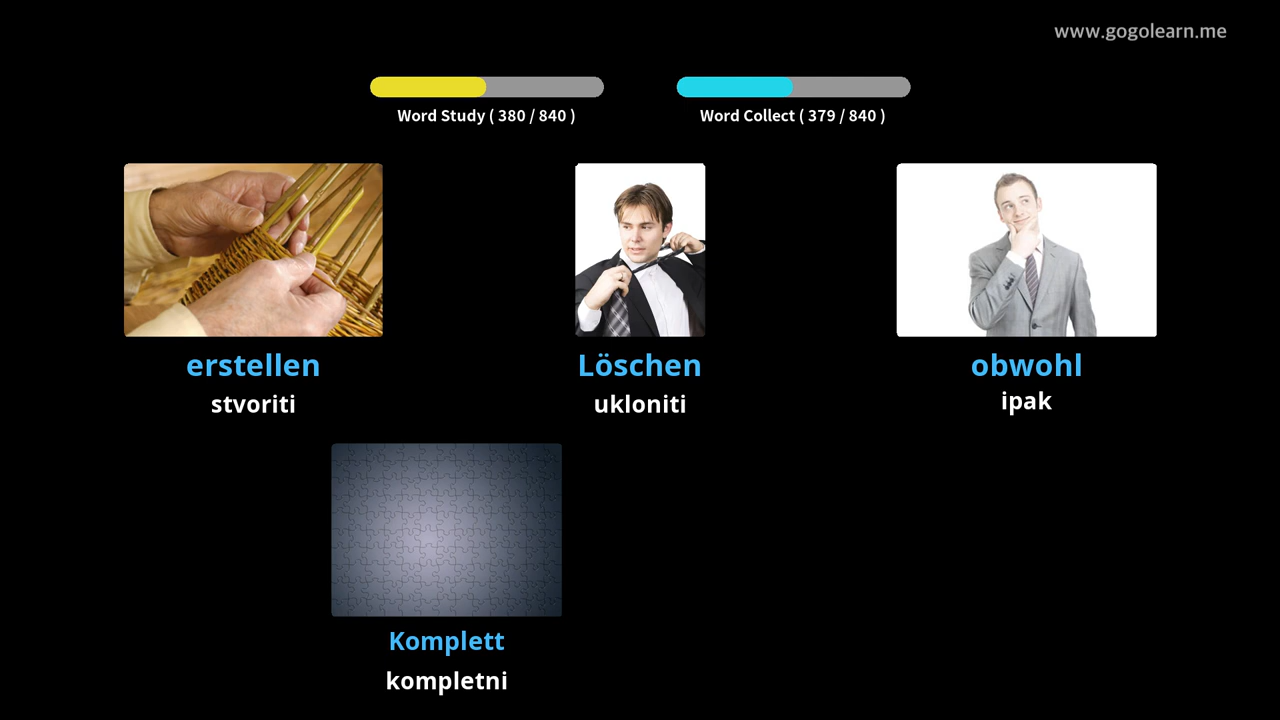 www.gogolearn.me
Word Study ( 380 / 840 )
Word Collect ( 379 / 840 )
erstellen
stvoriti
Löschen
ukloniti
obwohl
ipak
Komplett
kompletni